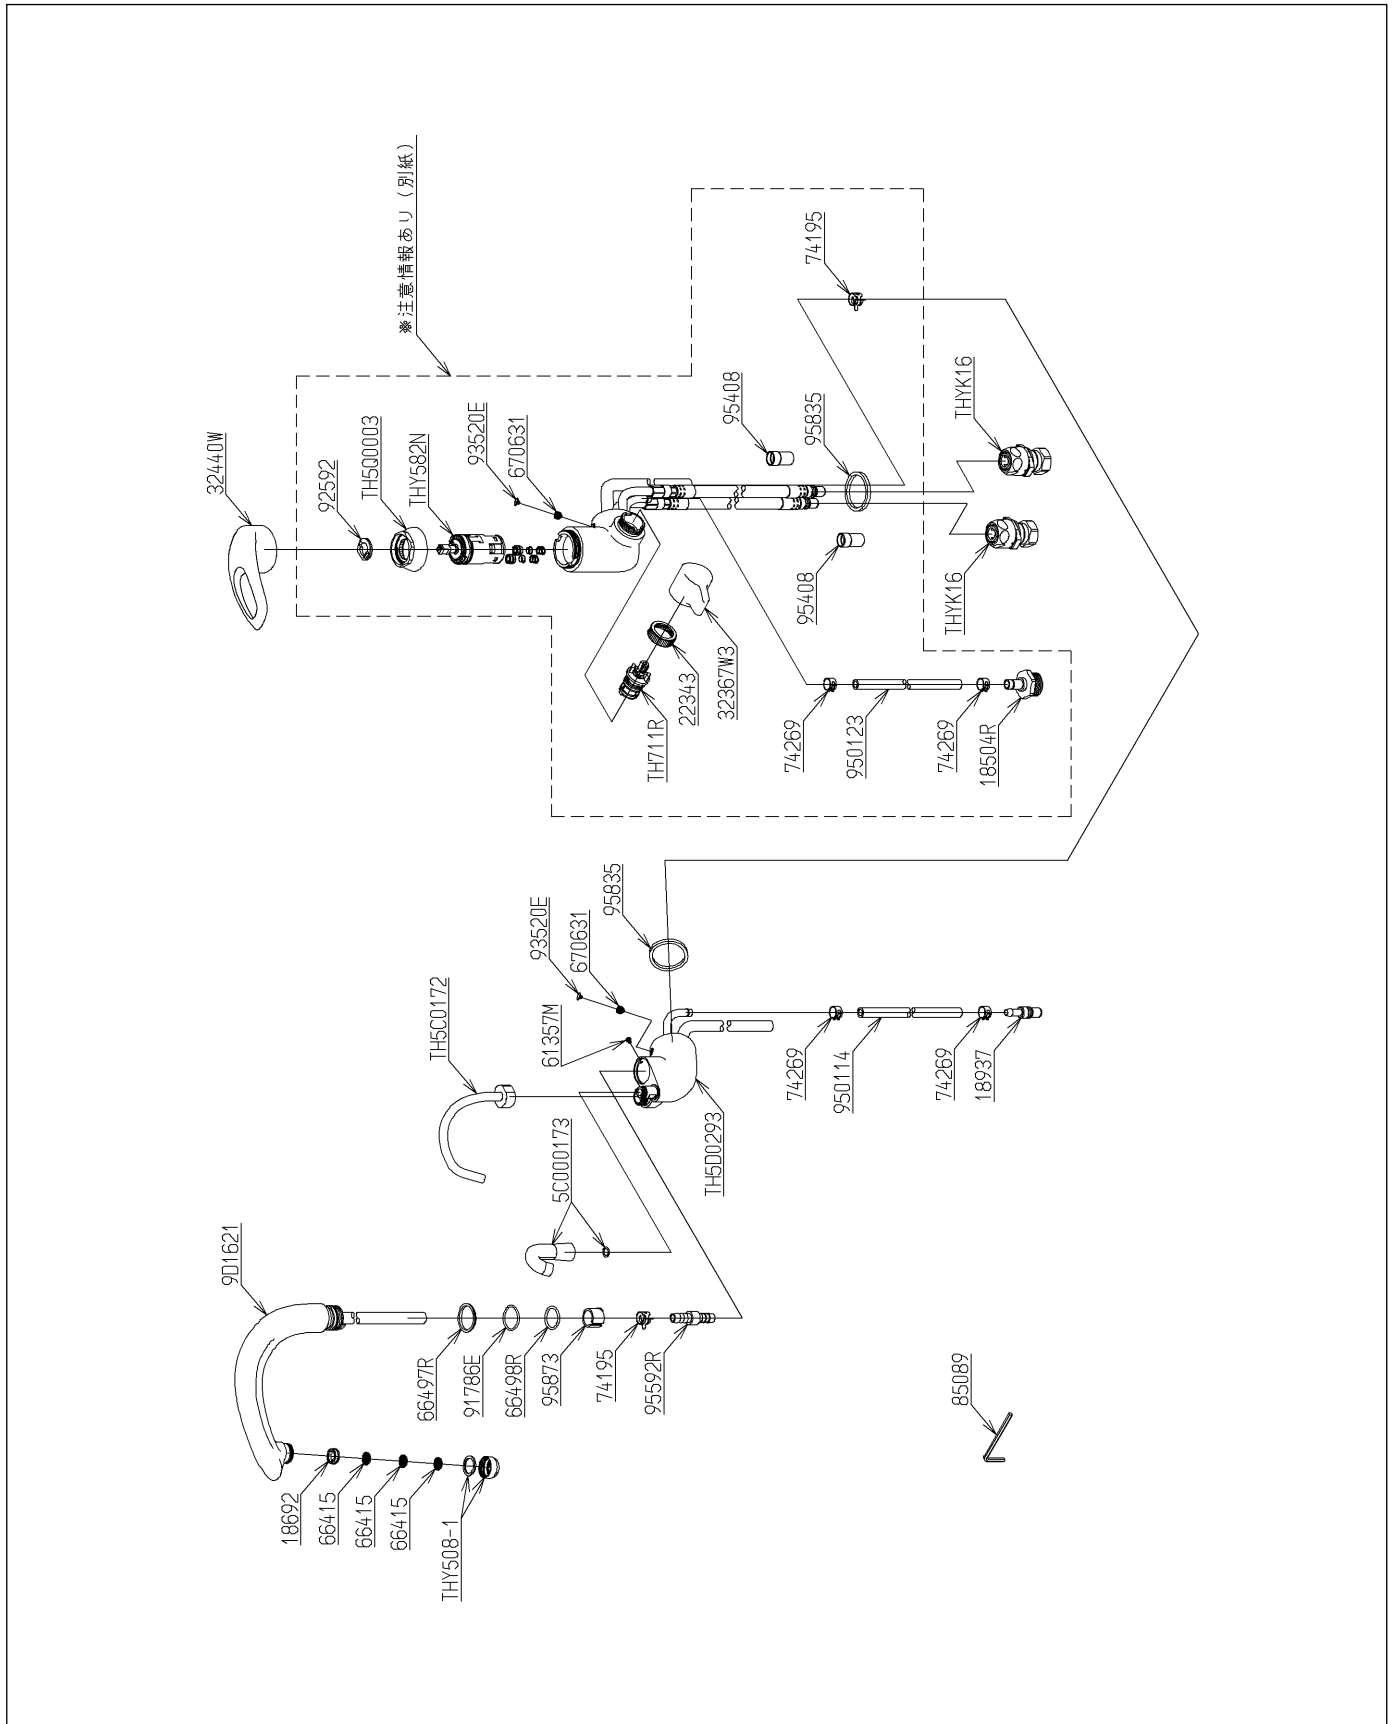 ※注意情報あり（別紙）
32440W
92592
TH5Q0003
THY582N
93520E
670631
74195
95408
95835
THYK16
95408
THYK16
TH711R
22343
32367W3
74269
950123
74269
18504R
TH5C0172
93520E
670631
61357M
95835
5C000173
TH5D0293
74269
950114
74269
18937
9D1621
66497R
91786E
66498R
95873
74195
95592R
18692
66415
66415
66415
THY508-1
85089